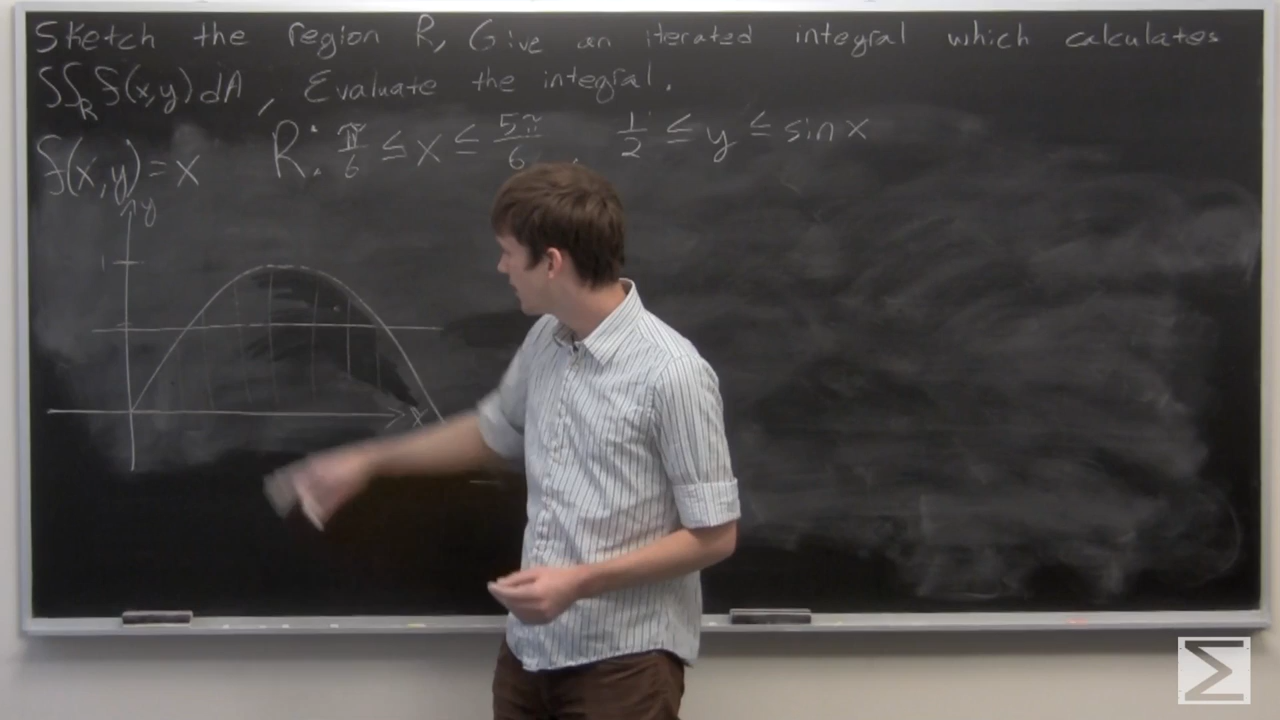 Sketch the region R, Give an iterated integral which calculates
∬_R f(x,y) dA, Evaluate the integral.
f(x,y) = x R: π/6 ≤ x ≤ 5π/6, 1/2 ≤ y ≤ sin x
y
1
x
Σ